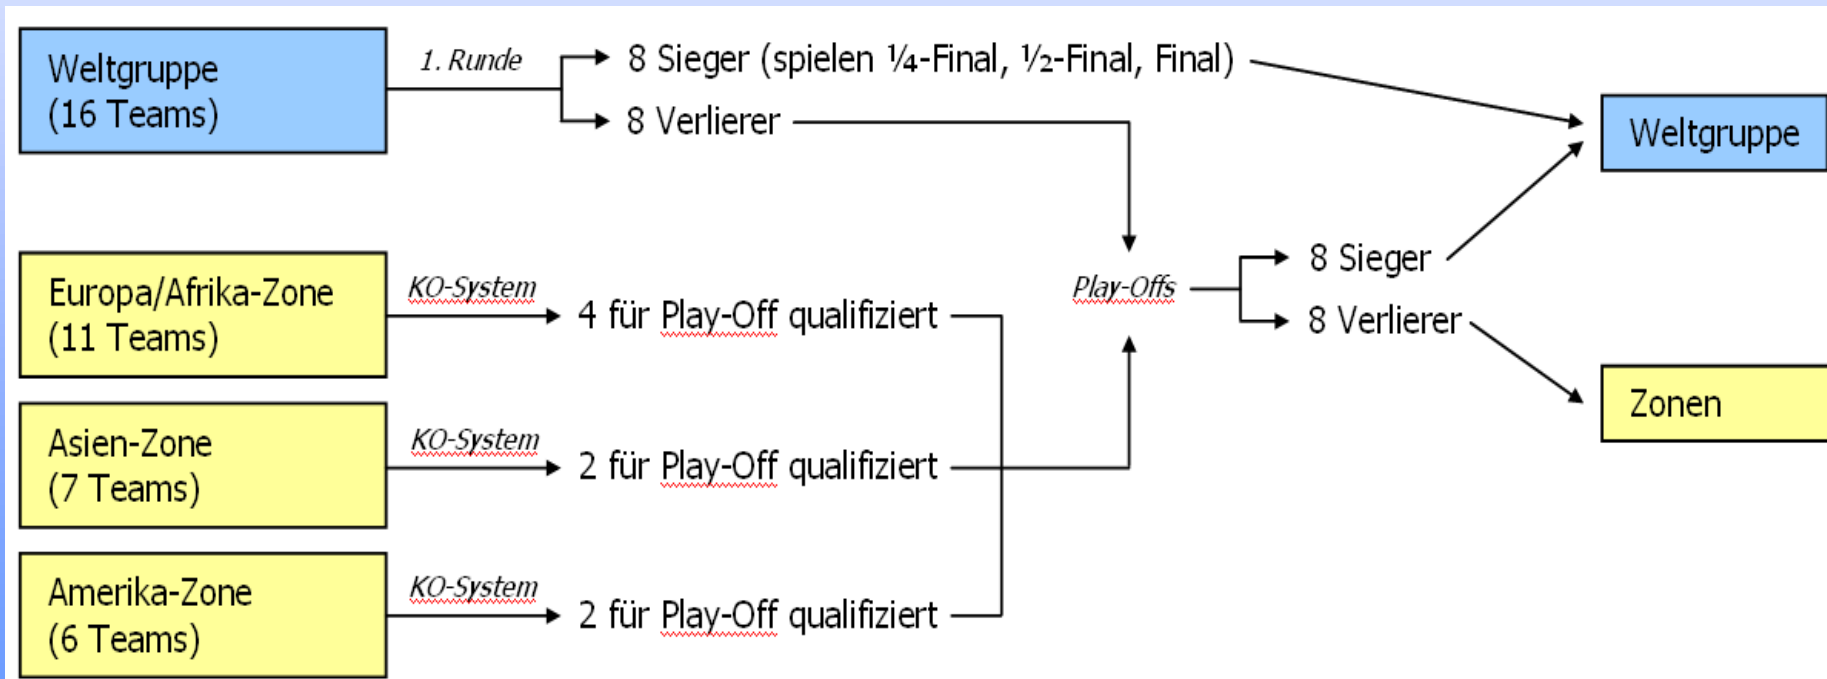 Weltgruppe
(16 Teams)
1. Runde
8 Sieger (spielen ¼-Final, ½-Final, Final)
8 Verlierer
Weltgruppe
Europa/Afrika-Zone
(11 Teams)
KO-System
4 für Play-Off qualifiziert
Play-Offs
8 Sieger
8 Verlierer
Zonen
Asien-Zone
(7 Teams)
KO-System
2 für Play-Off qualifiziert
Amerika-Zone
(6 Teams)
KO-System
2 für Play-Off qualifiziert